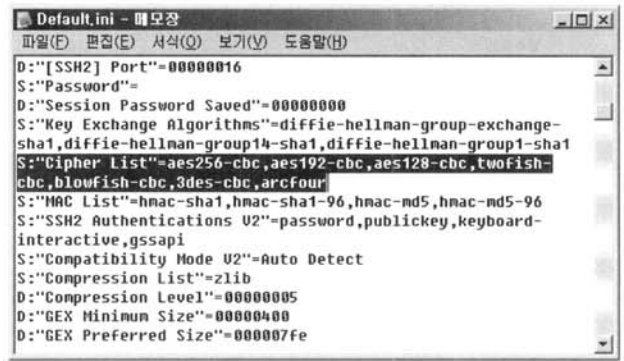 Default.ini - 메모장
파일(F) 편집(E) 서식(O) 보기(V) 도움말(H)
D:"[SSH2] Port"=00000016
S:"Password"=
D:"Session Password Saved"=00000000
S:"Key Exchange Algorithms"=diffie-hellman-group-exchange-
sha1,diffie-hellman-group14-sha1,diffie-hellman-group1-sha1
S:"Cipher List"=aes256-cbc,aes192-cbc,aes128-cbc,twofish-
cbc,blowfish-cbc,3des-cbc,arcfour
S:"MAC List"=hmac-sha1,hmac-sha1-96,hmac-md5,hmac-md5-96
S:"SSH2 Authentications V2"=password,publickey,keyboard-
interactive,gssapi
S:"Compatibility Mode V2"=Auto Detect
S:"Compression List"=zlib
D:"Compression Level"=00000005
D:"GEX Minimum Size"=00000400
D:"GEX Preferred Size"=000007fe